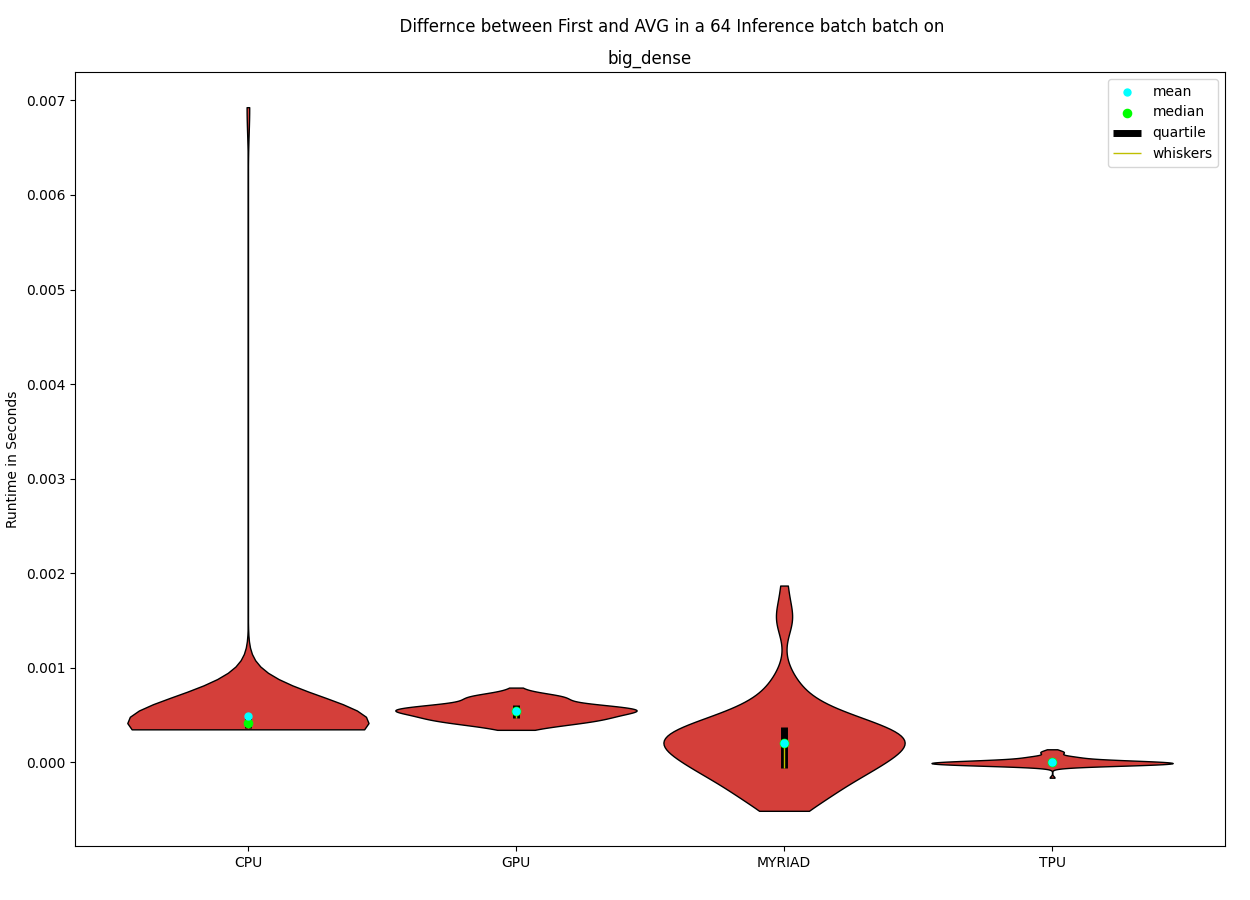 Differnce between First and AVG in a 64 Inference batch batch on
big_dense
mean
median
quartile
whiskers
Runtime in Seconds
0.007
0.006
0.005
0.004
0.003
0.002
0.001
0.000
CPU GPU MYRIAD TPU